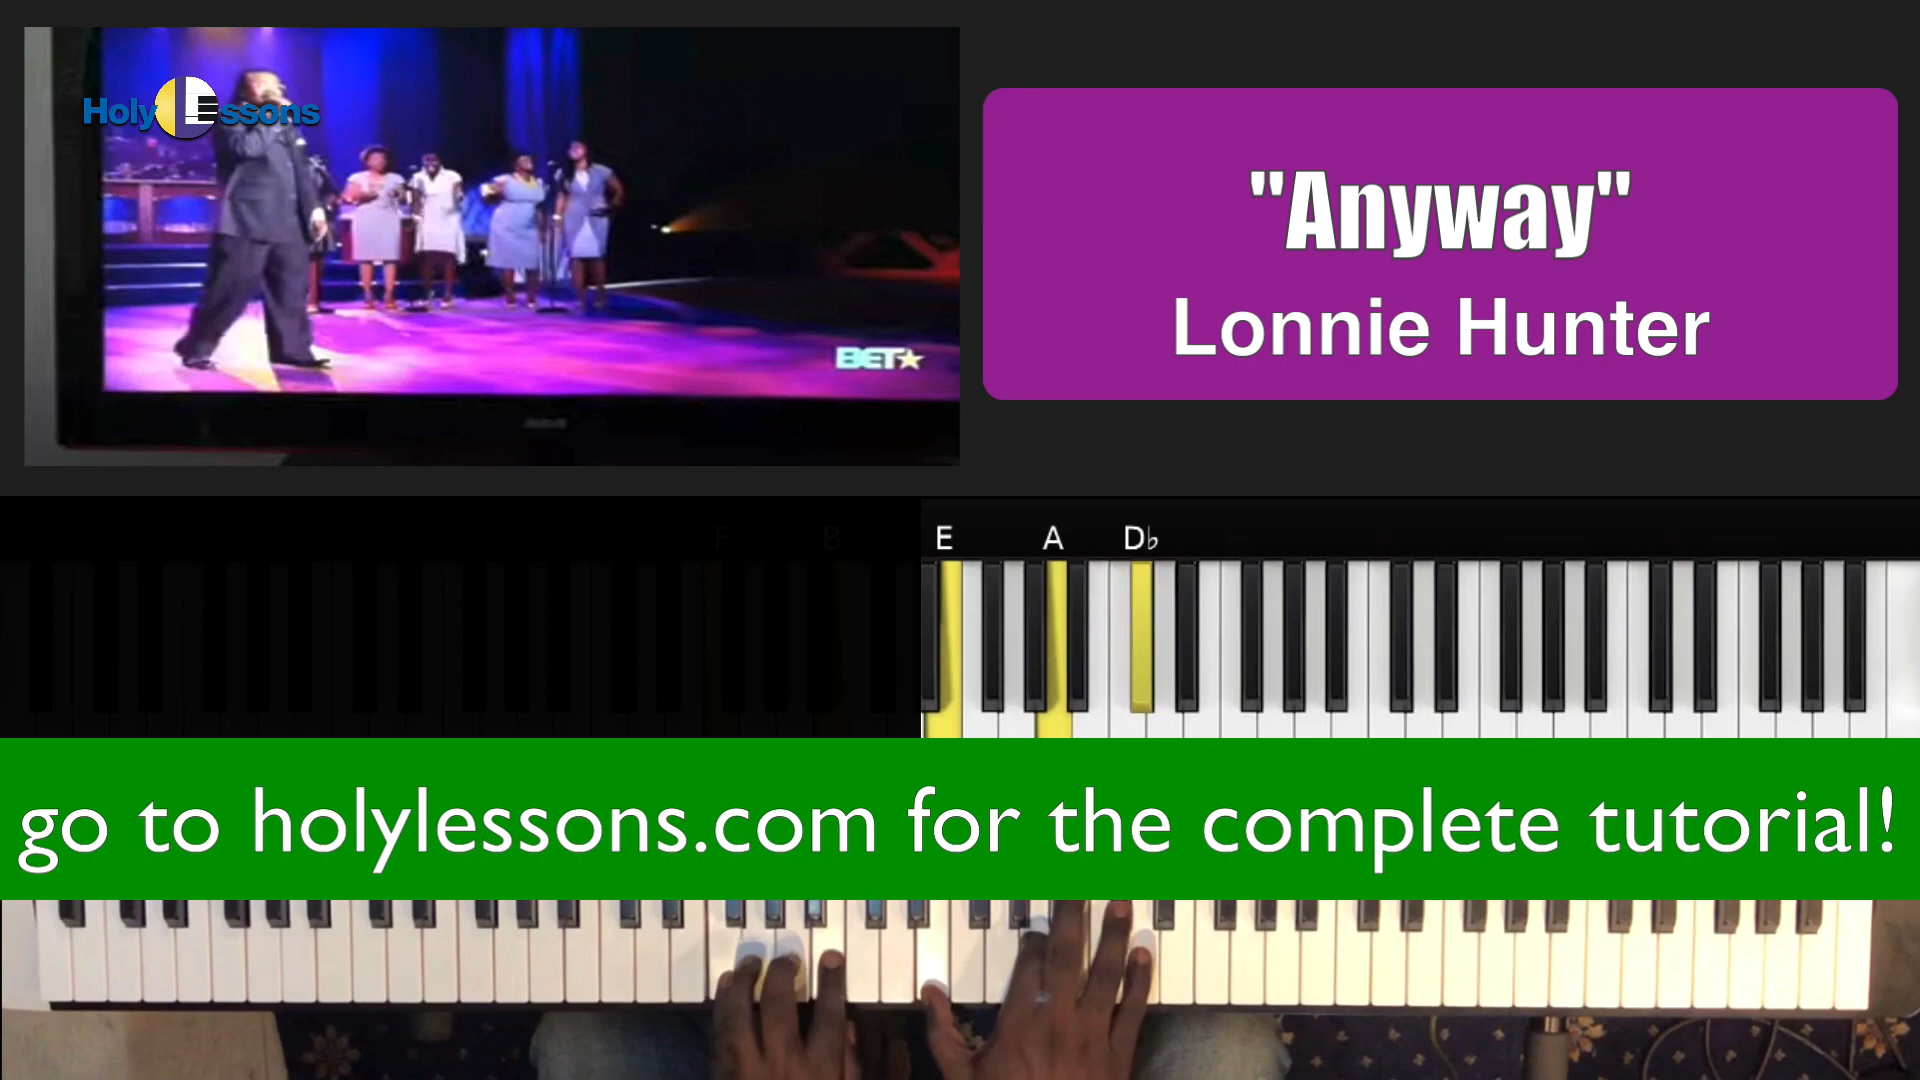 HolyLessons
BET
"Anyway"
Lonnie Hunter
F B E A D♭
go to holylessons.com for the complete tutorial!